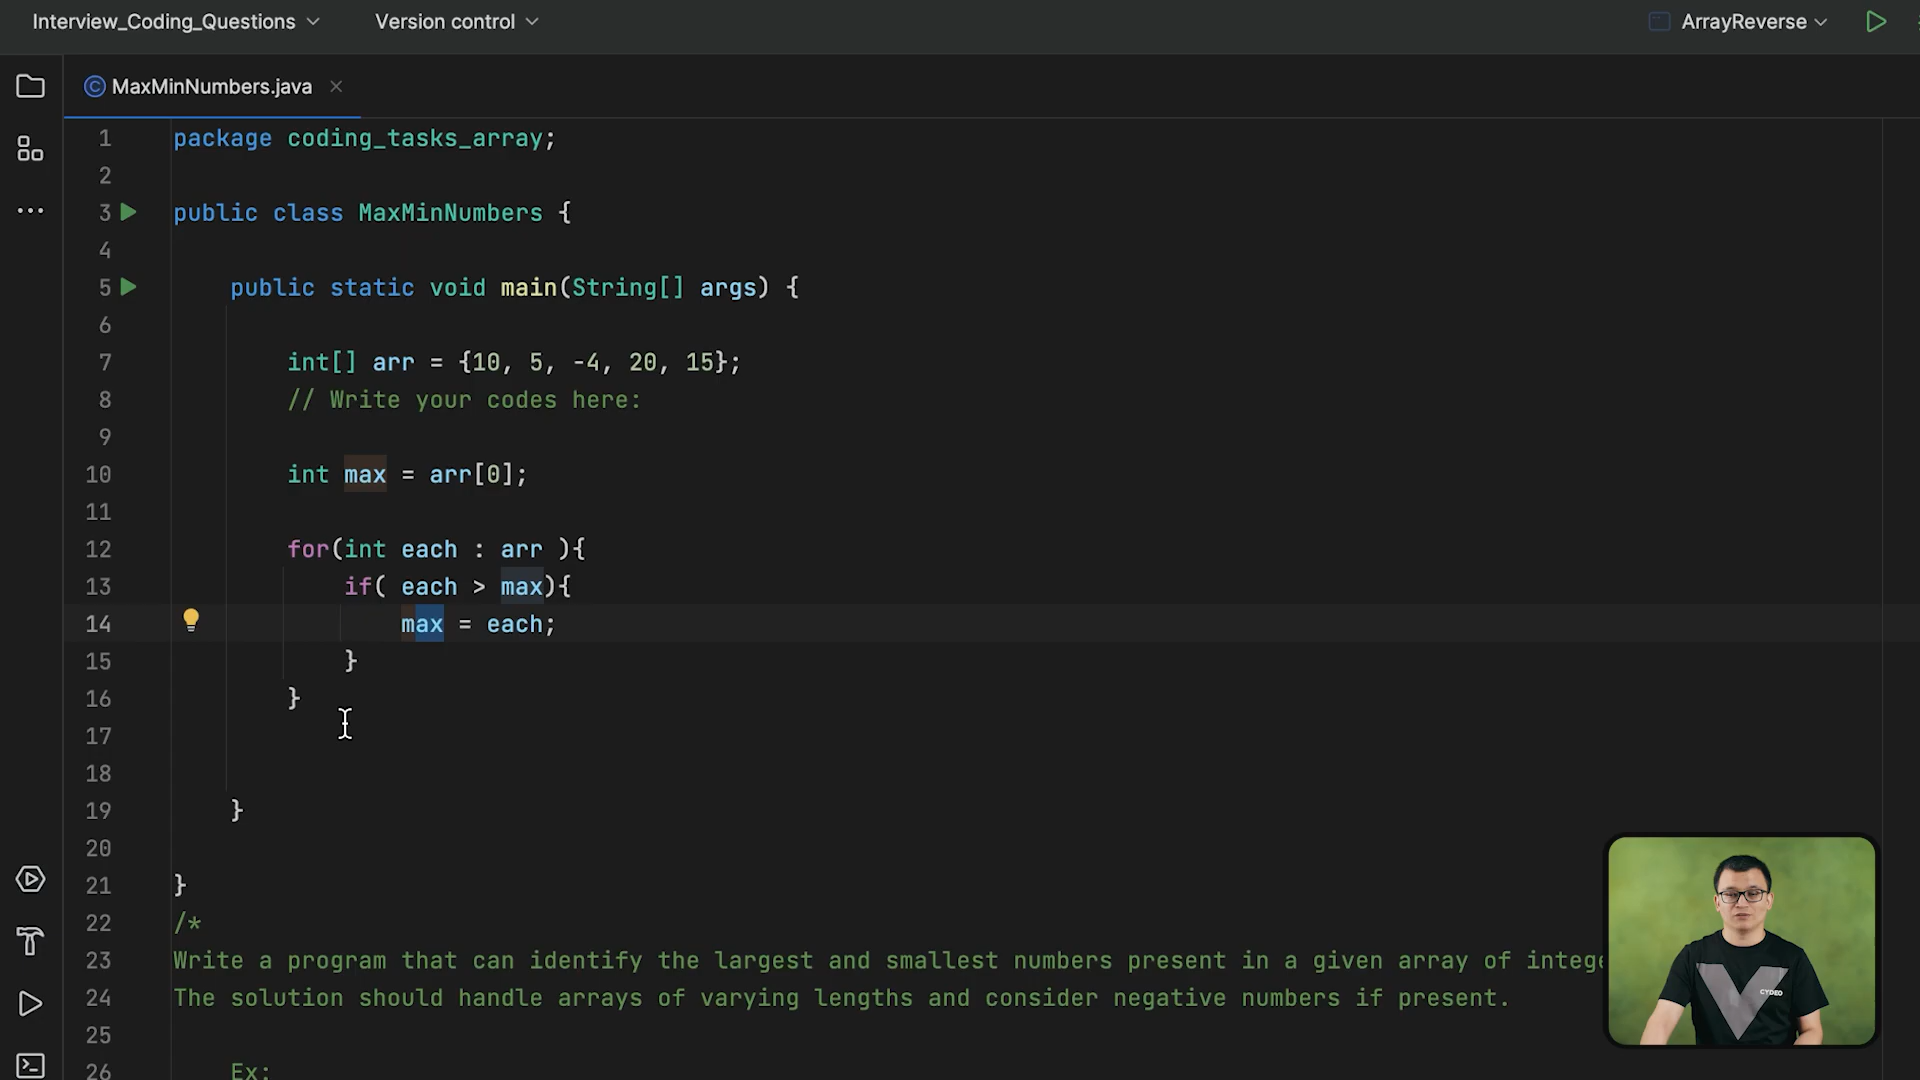 Interview_Coding_Questions Version control ArrayReverse
MaxMinNumbers.java
1 package coding_tasks_array;
2
3 public class MaxMinNumbers {
4
5 public static void main(String[] args) {
6
7 int[] arr = {10, 5, -4, 20, 15};
8 // Write your codes here:
9
10 int max = arr[0];
11
12 for(int each : arr ){
13 if( each > max){
14 max = each;
15 }
16 }
17
18
19 }
20
21 }
22 /*
23 Write a program that can identify the largest and smallest numbers present in a given array of intege
24 The solution should handle arrays of varying lengths and consider negative numbers if present.
25
26 Ex:
CYDEO